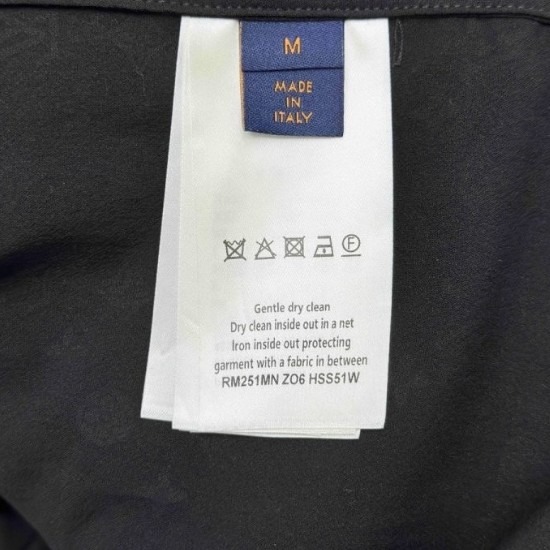 M
MADE
IN
ITALY
F
Gentle dry clean
Dry clean inside out in a net
Iron inside out protecting
garment with a fabric in between
RM251MN ZO6 HSS51W